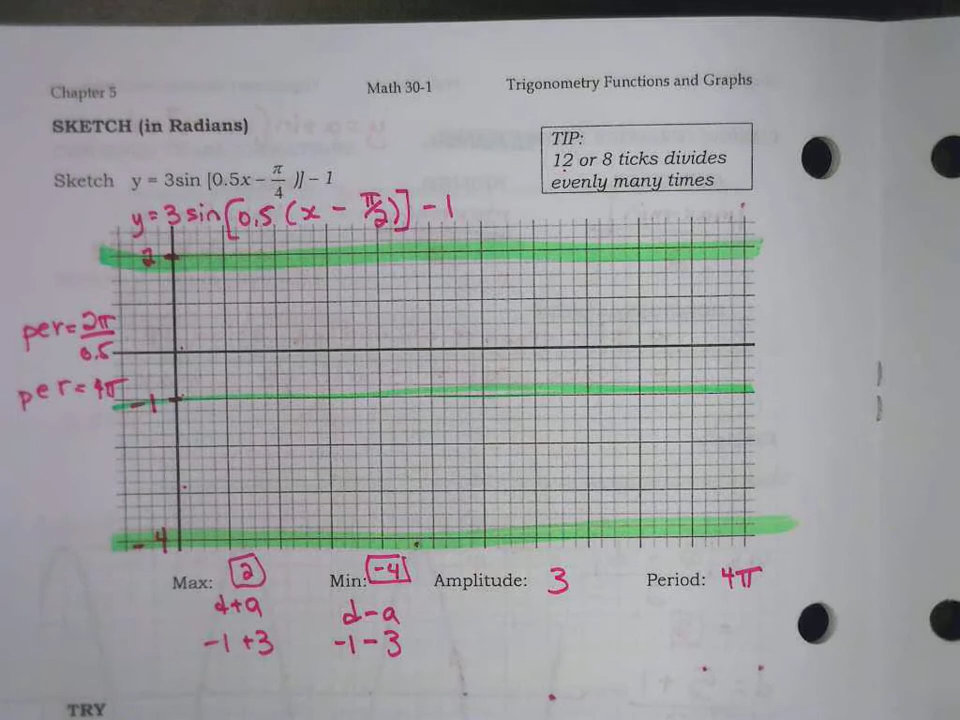 Chapter 5
Math 30-1
Trigonometry Functions and Graphs
SKETCH (in Radians)
TIP:
12 or 8 ticks divides
evenly many times
Sketch y = 3sin [0.5x − π/4 )] − 1
y = 3 sin [0.5 (x − π/2)] − 1
2
per = 2π/0.5
per = 4π
-1
-4
Max: 2
Min: -4
Amplitude: 3
Period: 4π
d+a
d-a
-1+3
-1-3
TRY